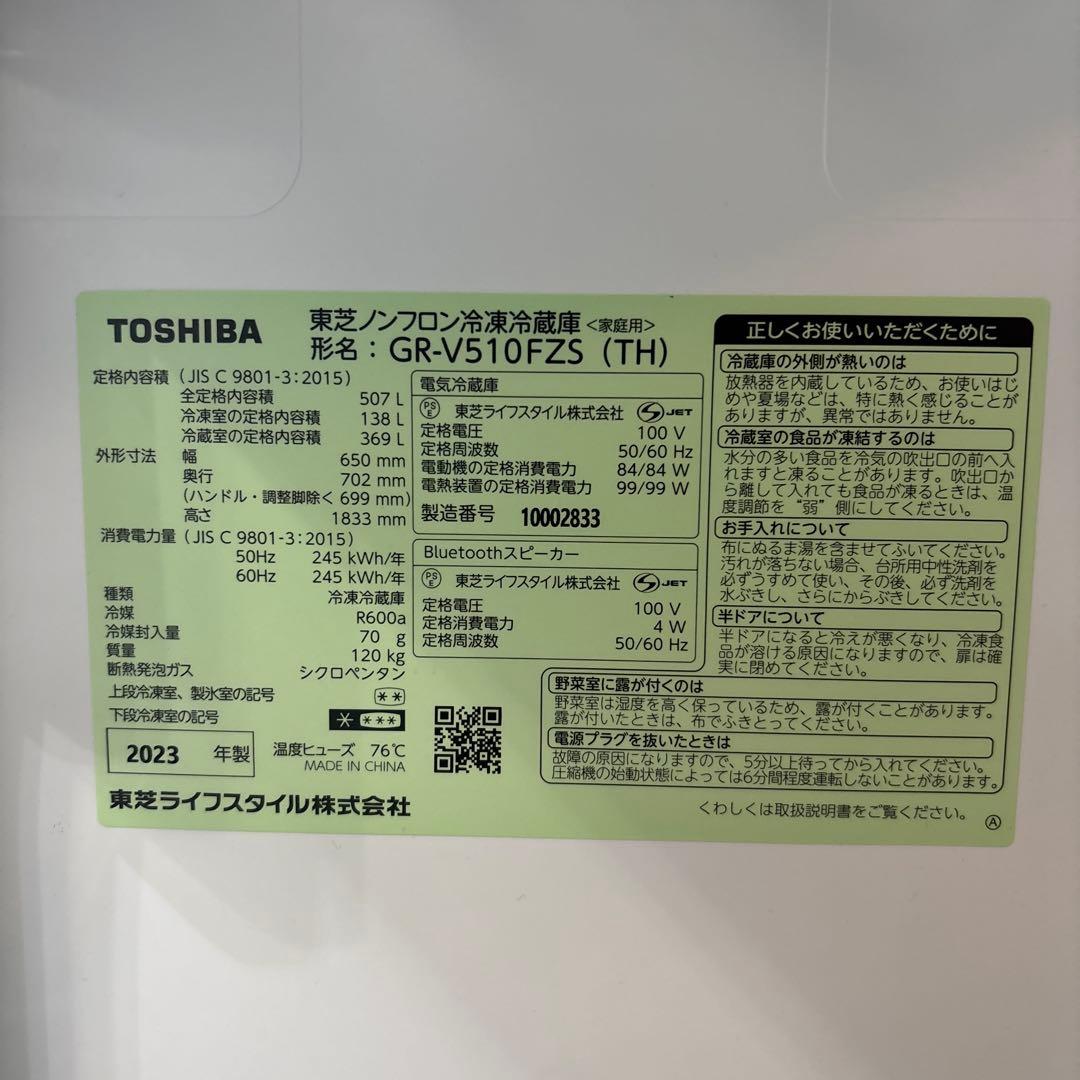 TOSHIBA
東芝ノンフロン冷凍冷蔵庫<家庭用>
形名：GR-V510FZS (TH)
定格内容積 (JIS C 9801-3:2015)
全定格内容積 507 L
冷凍室の定格内容積 138 L
冷蔵室の定格内容積 369 L
外形寸法 幅 650 mm
奥行 702 mm
(ハンドル・調整脚除く 699 mm)
高さ 1833 mm
消費電力量 (JIS C 9801-3:2015)
50Hz 245 kWh/年
60Hz 245 kWh/年
種類 冷凍冷蔵庫
冷媒 R600a
冷媒封入量 70 g
質量 120 kg
断熱発泡ガス シクロペンタン
上段冷凍室、製氷室の記号 **
下段冷凍室の記号 * ***
2023 年製
温度ヒューズ 76℃
MADE IN CHINA
東芝ライフスタイル株式会社
電気冷蔵庫
PSE 東芝ライフスタイル株式会社 JET
定格電圧 100 V
定格周波数 50/60 Hz
電動機の定格消費電力 84/84 W
電熱装置の定格消費電力 99/99 W
製造番号 10002833
Bluetoothスピーカー
PSE 東芝ライフスタイル株式会社 JET
定格電圧 100 V
定格消費電力 4 W
定格周波数 50/60 Hz
正しくお使いいただくために
冷蔵庫の外側が熱いのは
放熱器を内蔵しているため、お使いはじ
めや夏場などは、特に熱く感じることが
ありますが、異常ではありません。
冷蔵室の食品が凍結するのは
水分の多い食品を冷気の吹出口の前へ入
れますと凍ることがあります。吹出口か
ら離して入れても食品が凍るときは、温
度調節を“弱”側にしてください。
お手入れについて
布にぬるま湯を含ませてふいてください。
汚れが落ちない場合、台所用中性洗剤を
必ずうすめて使い、その後、必ず洗剤を
水ぶきし、さらにからぶきしてください。
半ドアについて
半ドアになると冷えが悪くなり、冷凍食
品が溶ける原因になりますので、扉は確
実に閉めてください。
野菜室に露が付くのは
野菜室は湿度を高く保っているため、露が付くことがあります。
露が付いたときは、布でふきとってください。
電源プラグを抜いたときは
故障の原因になりますので、5分以上待ってから入れてください。
圧縮機の始動状態によっては6分間程度運転しないことがあります。
くわしくは取扱説明書をご覧ください。 Ⓐ